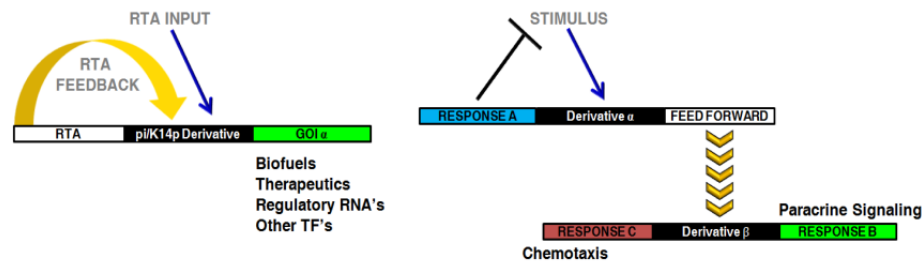 RTA INPUT
RTA
FEEDBACK
RTA
pi/K14p Derivative
GOI α
Biofuels
Therapeutics
Regulatory RNA's
Other TF's
STIMULUS
RESPONSE A
Derivative α
FEED FORWARD
Paracrine Signaling
RESPONSE C
Derivative β
RESPONSE B
Chemotaxis